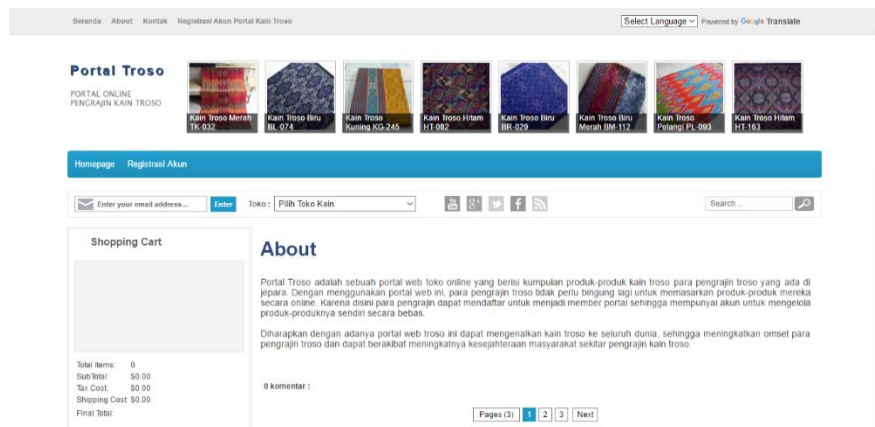 Beranda About Kontak Registrasi Akun Portal Kain Troso
Select Language Powered by Google Translate
Portal Troso
PORTAL ONLINE
PENGRAJIN KAIN TROSO
Kain Troso Merah
TK-032
Kain Troso Biru
BL-074
Kain Troso
Kuning KG-245
Kain Troso Hitam
HT-082
Kain Troso Biru
BR-029
Kain Troso Biru
Merah BM-112
Kain Troso
Pelangi PL-093
Kain Troso Hitam
HT-163
Homepage Registrasi Akun
Enter your email address... Enter Toko : Pilih Toko Kain Search ...
Shopping Cart
About
Portal Troso adalah sebuah portal web toko online yang berisi kumpulan produk-produk kain troso para pengrajin troso yang ada di
jepara. Dengan menggunakan portal web ini, para pengrajin troso tidak perlu bingung lagi untuk memasarkan produk-produk mereka
secara online. Karena disini para pengrajin dapat mendaftar untuk menjadi member portal sehingga mempunyai akun untuk mengelola
produk-produknya sendiri secara bebas.
Diharapkan dengan adanya portal web troso ini dapat mengenalkan kain troso ke seluruh dunia, sehingga meningkatkan omset para
pengrajin troso dan dapat berakibat meningkatnya kesejahteraan masyarakat sekitar pengrajin kain troso.
Total Items: 0
SubTotal: $0.00
Tax Cost: $0.00
Shipping Cost: $0.00
Final Total:
0 komentar :
Pages (3) 1 2 3 Next